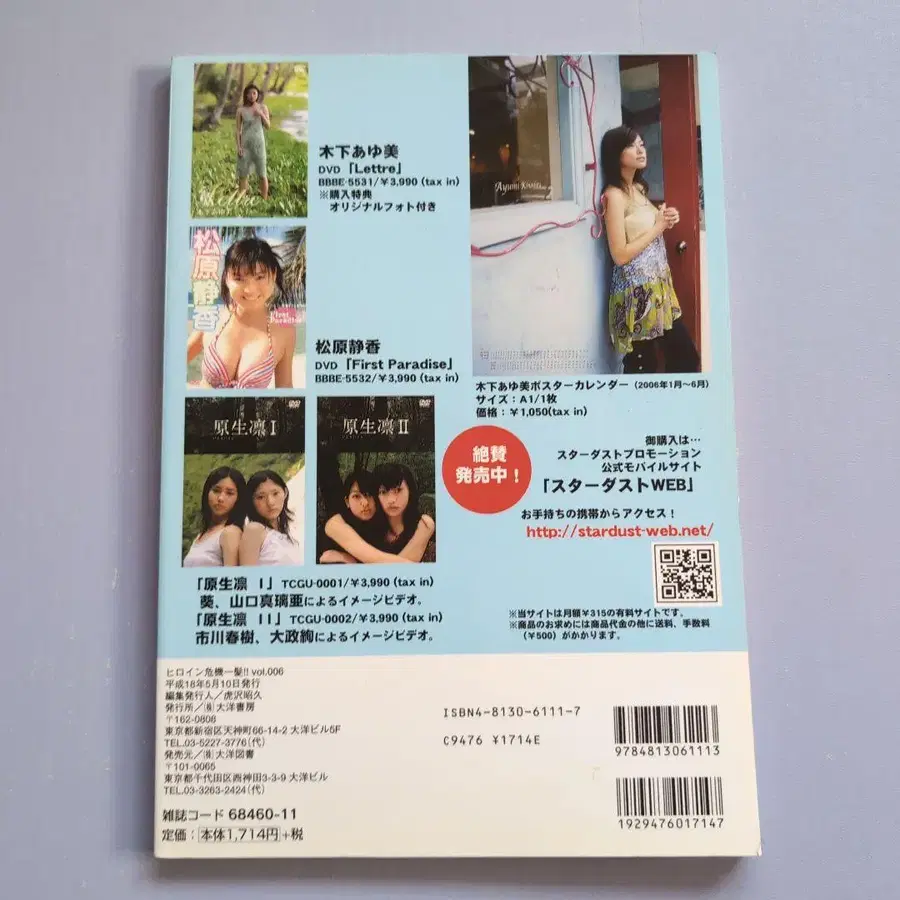 Lettre
木下あゆ美
DVD「Lettre」
BBBE-5531/￥3,990 (tax in)
※購入特典
オリジナルフォト付き
松原静香
First Paradise
松原静香
DVD「First Paradise」
BBBE-5532/￥3,990 (tax in)
原生凛 I
原生凛 II
「原生凛　I」TCGU-0001/￥3,990 (tax in)
葵、山口真璃亜によるイメージビデオ。
「原生凛　II」TCGU-0002/￥3,990 (tax in)
市川春樹、大政絢によるイメージビデオ。
木下あゆ美ポスターカレンダー（2006年1月～6月）
サイズ：A1/1枚
価格：￥1,050(tax in)
絶賛
発売中！
御購入は…
スターダストプロモーション
公式モバイルサイト
「スターダストWEB」
お手持ちの携帯からアクセス！
http://stardust-web.net/
※当サイトは月額￥315の有料サイトです。
※商品のお求めには商品代金の他に送料、手数料
（￥500）がかかります。
ヒロイン危機一髪!! vol.006
平成18年5月10日発行
編集発行人／虎沢昭久
発行所／㈱大洋書房
〒162-0808
東京都新宿区天神町66-14-2 大洋ビル5F
TEL.03-5227-3776（代）
発売元／㈱大洋図書
〒101-0065
東京都千代田区西神田3-3-9 大洋ビル
TEL.03-3263-2424（代）
雑誌コード 68460-11
定価：本体1,714円+税
ISBN4-8130-6111-7
C9476 ¥1714E
9784813061113
1929476017147